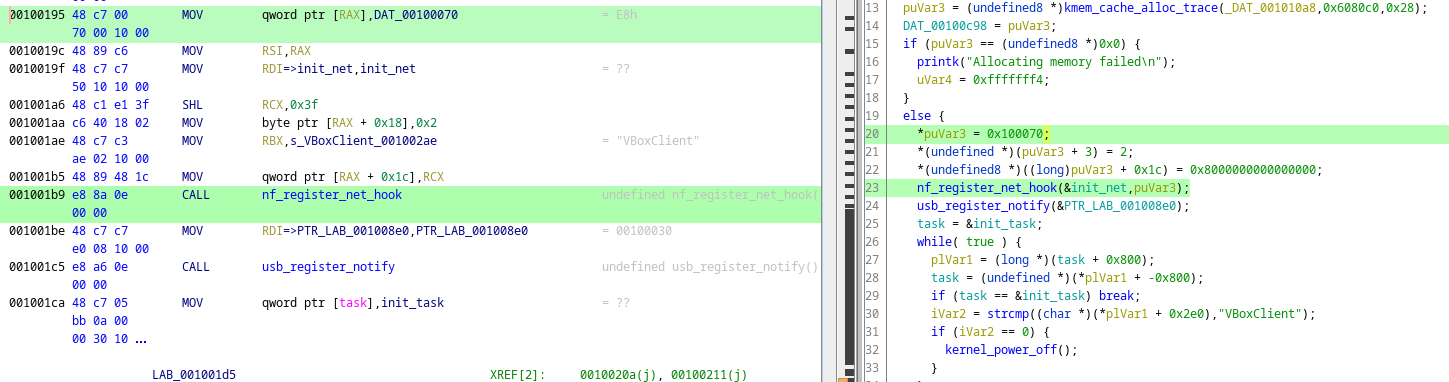 00100195 48 c7 00 MOV qword ptr [RAX],DAT_00100070 = E8h
70 00 10 00
0010019c 48 89 c6 MOV RSI,RAX
0010019f 48 c7 c7 MOV RDI=>init_net,init_net = ??
50 10 10 00
001001a6 48 c1 e1 3f SHL RCX,0x3f
001001aa c6 40 18 02 MOV byte ptr [RAX + 0x18],0x2
001001ae 48 c7 c3 MOV RBX,s_VBoxClient_001002ae = "VBoxClient"
ae 02 10 00
001001b5 48 89 48 1c MOV qword ptr [RAX + 0x1c],RCX
001001b9 e8 8a 0e CALL nf_register_net_hook undefined nf_register_net_hook(
00 00
001001be 48 c7 c7 MOV RDI=>PTR_LAB_001008e0,PTR_LAB_001008e0 = 00100030
e0 08 10 00
001001c5 e8 a6 0e CALL usb_register_notify undefined usb_register_notify()
00 00
001001ca 48 c7 05 MOV qword ptr [task],init_task = ??
bb 0a 00
00 30 10 ...
LAB_001001d5 XREF[2]: 0010020a(j), 00100211(j)
13 puVar3 = (undefined8 *)kmem_cache_alloc_trace(_DAT_001010a8,0x6080c0,0x28);
14 DAT_00100c98 = puVar3;
15 if (puVar3 == (undefined8 *)0x0) {
16 printk("Allocating memory failed\n");
17 uVar4 = 0xfffffff4;
18 }
19 else {
20 *puVar3 = 0x100070;
21 *(undefined *)(puVar3 + 3) = 2;
22 *(undefined8 *)((long)puVar3 + 0x1c) = 0x8000000000000000;
23 nf_register_net_hook(&init_net,puVar3);
24 usb_register_notify(&PTR_LAB_001008e0);
25 task = &init_task;
26 while( true ) {
27 plVar1 = (long *)(task + 0x800);
28 task = (undefined *)(*plVar1 + -0x800);
29 if (task == &init_task) break;
30 iVar2 = strcmp((char *)(*plVar1 + 0x2e0),"VBoxClient");
31 if (iVar2 == 0) {
32 kernel_power_off();
33 }